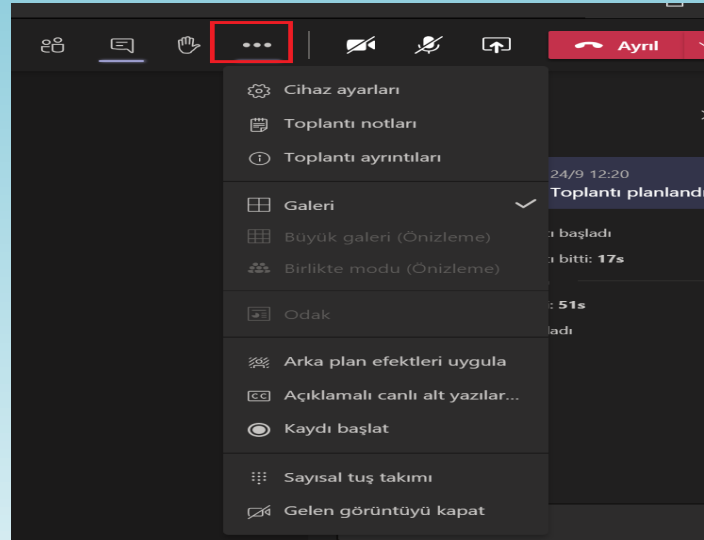 Ayrıl
Cihaz ayarları
Toplantı notları
Toplantı ayrıntıları
24/9 12:20
Toplantı planlandı
Galeri
başladı
Büyük galeri (Önizleme)
bitti: 17s
Birlikte modu (Önizleme)
: 51s
Odak
Arka plan efektleri uygula
CC Açıklamalı canlı alt yazılar...
Kaydı başlat
Sayısal tuş takımı
Gelen görüntüyü kapat